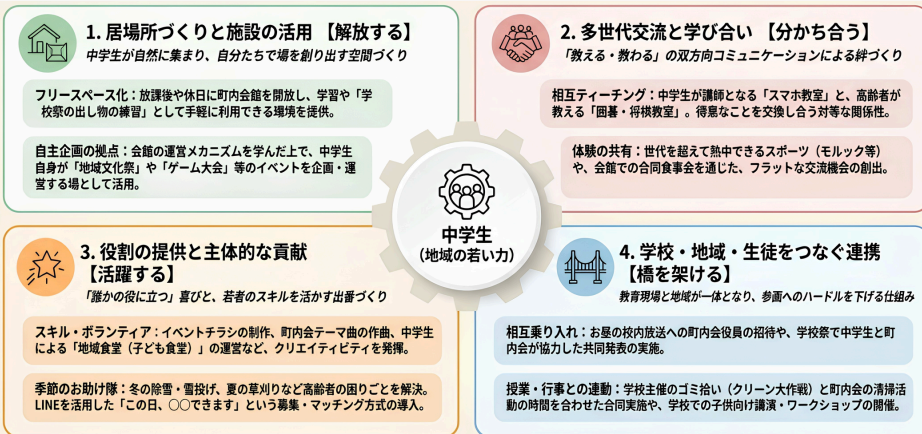 1. 居場所づくりと施設の活用 【解放する】
中学生が自然に集まり、自分たちで場を創り出す空間づくり
フリースペース化：放課後や休日に町内会館を開放し、学習や「学
校祭の出し物の練習」として手軽に利用できる環境を提供。
自主企画の拠点：会館の運営メカニズムを学んだ上で、中学生
自身が「地域文化祭」や「ゲーム大会」等のイベントを企画・運
営する場として活用。
2. 多世代交流と学び合い 【分かち合う】
「教える・教わる」の双方向コミュニケーションによる絆づくり
相互ティーチング：中学生が講師となる「スマホ教室」と、高齢者が
教える「囲碁・将棋教室」。得意なことを交換し合う対等な関係性。
体験の共有：世代を超えて熱中できるスポーツ（モルック等）
や、会館での合同食事会を通じた、フラットな交流機会の創出。
中学生
（地域の若い力）
3. 役割の提供と主体的な貢献
【活躍する】
「誰かの役に立つ」喜びと、若者のスキルを活かす出番づくり
スキル・ボランティア：イベントチラシの制作、町内会テーマ曲の作曲、中学生
による「地域食堂（子ども食堂）」の運営など、クリエイティビティを発揮。
季節のお助け隊：冬の除雪・雪投げ、夏の草刈りなど高齢者の困りごとを解決。
LINEを活用した「この日、〇〇できます」という募集・マッチング方式の導入。
4. 学校・地域・生徒をつなぐ連携
【橋を架ける】
教育現場と地域が一体となり、参画へのハードルを下げる仕組み
相互乗り入れ：お昼の校内放送への町内会役員の招待や、学校祭で中学生と町
内会が協力した共同発表の実施。
授業・行事との連動：学校主催のゴミ拾い（クリーン大作戦）と町内会の清掃活
動の時間を合わせた合同実施や、学校での子供向け講演・ワークショップの開催。